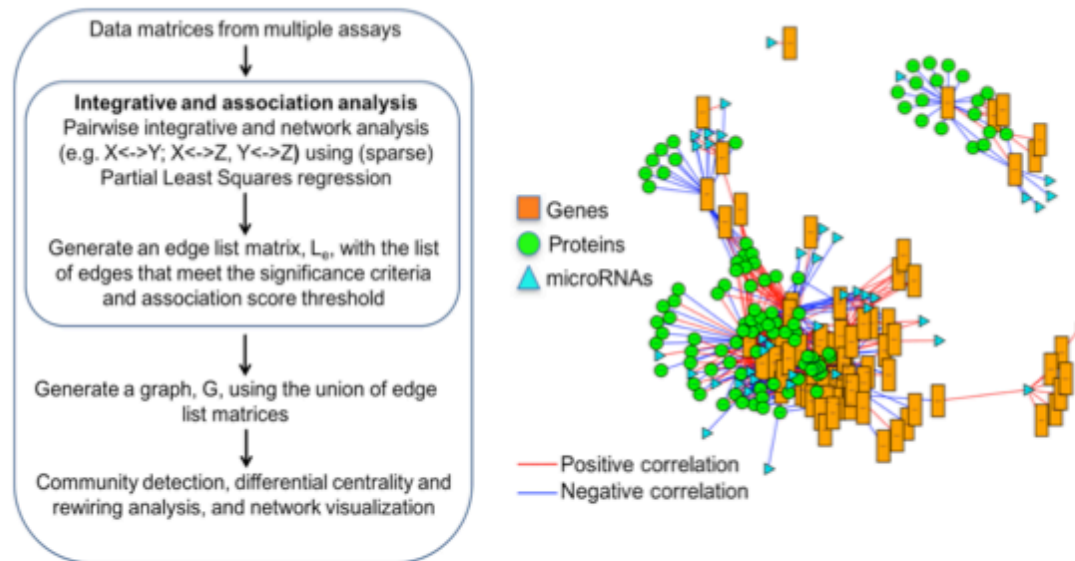 Data matrices from multiple assays
Integrative and association analysis
Pairwise integrative and network analysis
(e.g. X<->Y; X<->Z, Y<->Z) using (sparse)
Partial Least Squares regression
Generate an edge list matrix, Lₑ, with the list
of edges that meet the significance criteria
and association score threshold
Generate a graph, G, using the union of edge
list matrices
Community detection, differential centrality and
rewiring analysis, and network visualization
Genes
Proteins
microRNAs
Positive correlation
Negative correlation